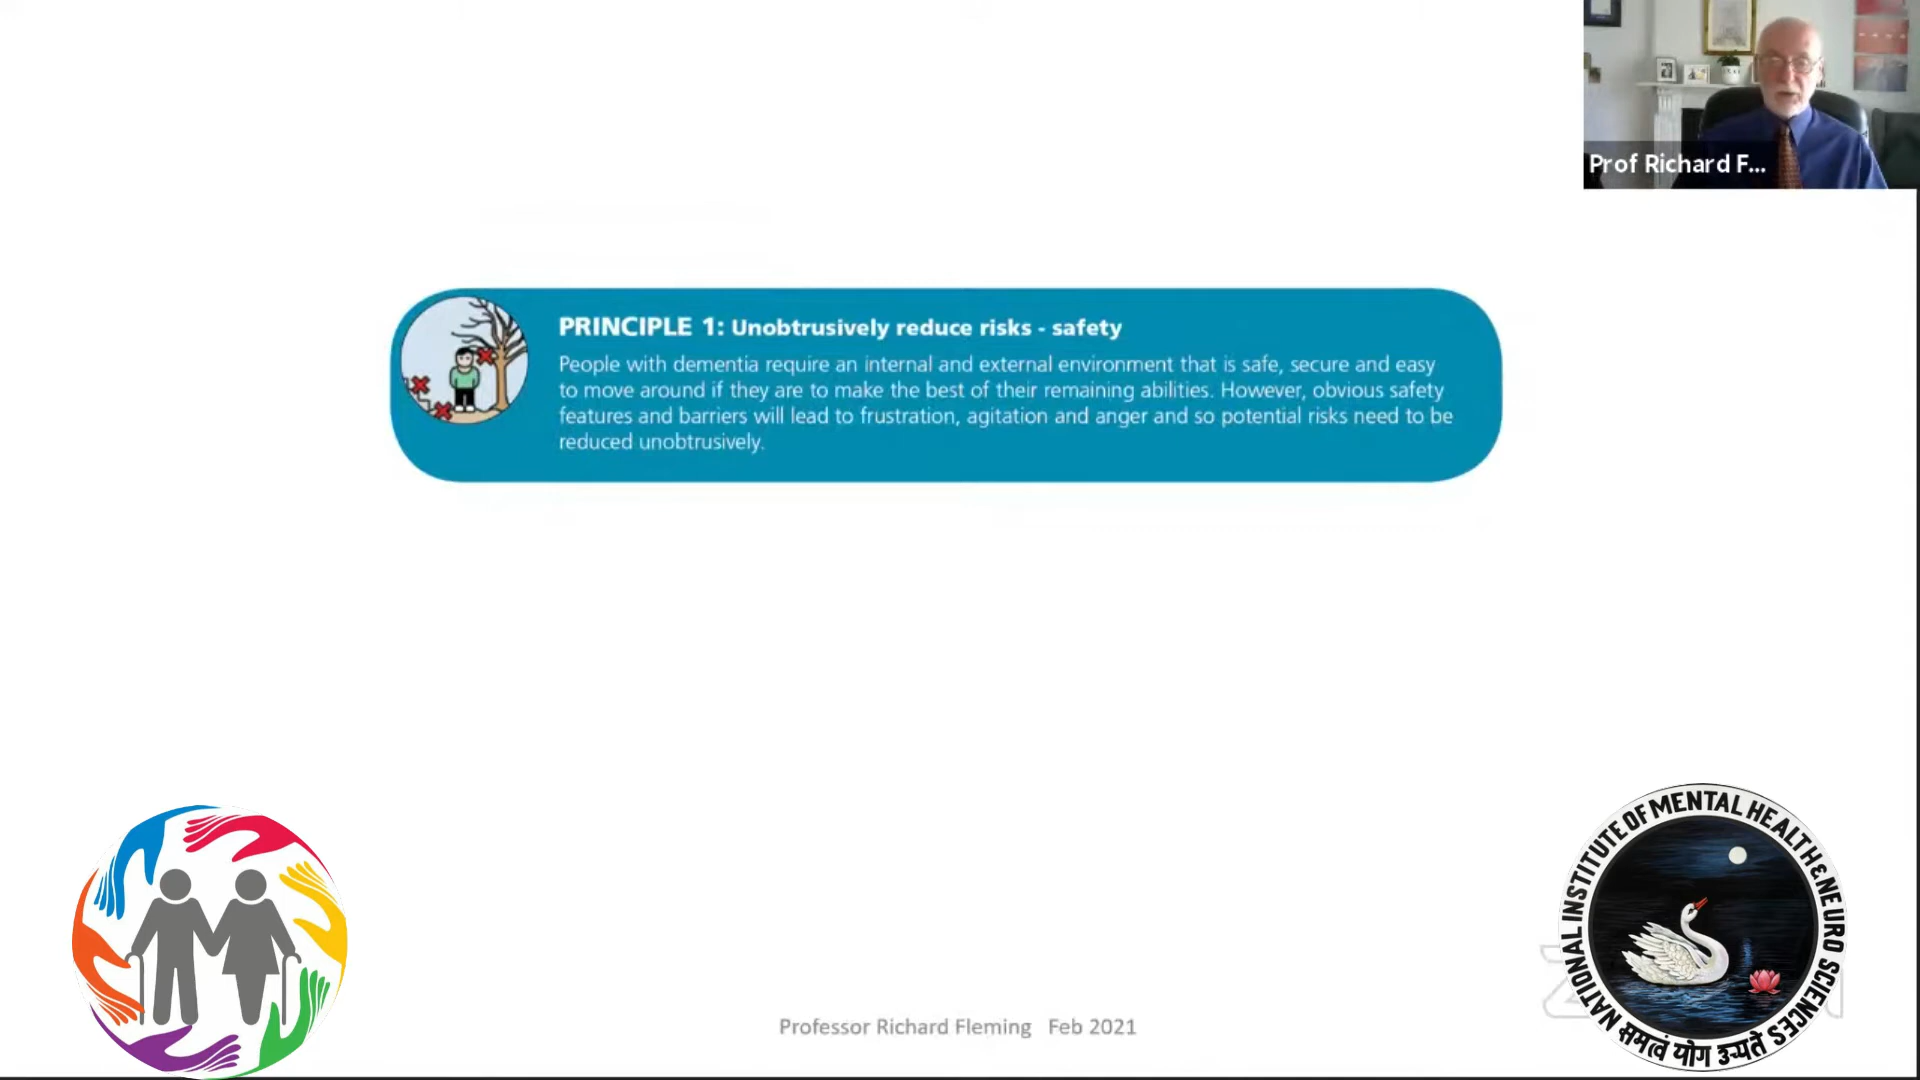 Prof Richard F...
PRINCIPLE 1: Unobtrusively reduce risks - safety
People with dementia require an internal and external environment that is safe, secure and easy
to move around if they are to make the best of their remaining abilities. However, obvious safety
features and barriers will lead to frustration, agitation and anger and so potential risks need to be
reduced unobtrusively.
NATIONAL INSTITUTE OF MENTAL HEALTH & NEURO SCIENCES
समत्वं योग उच्यते
Professor Richard Fleming Feb 2021